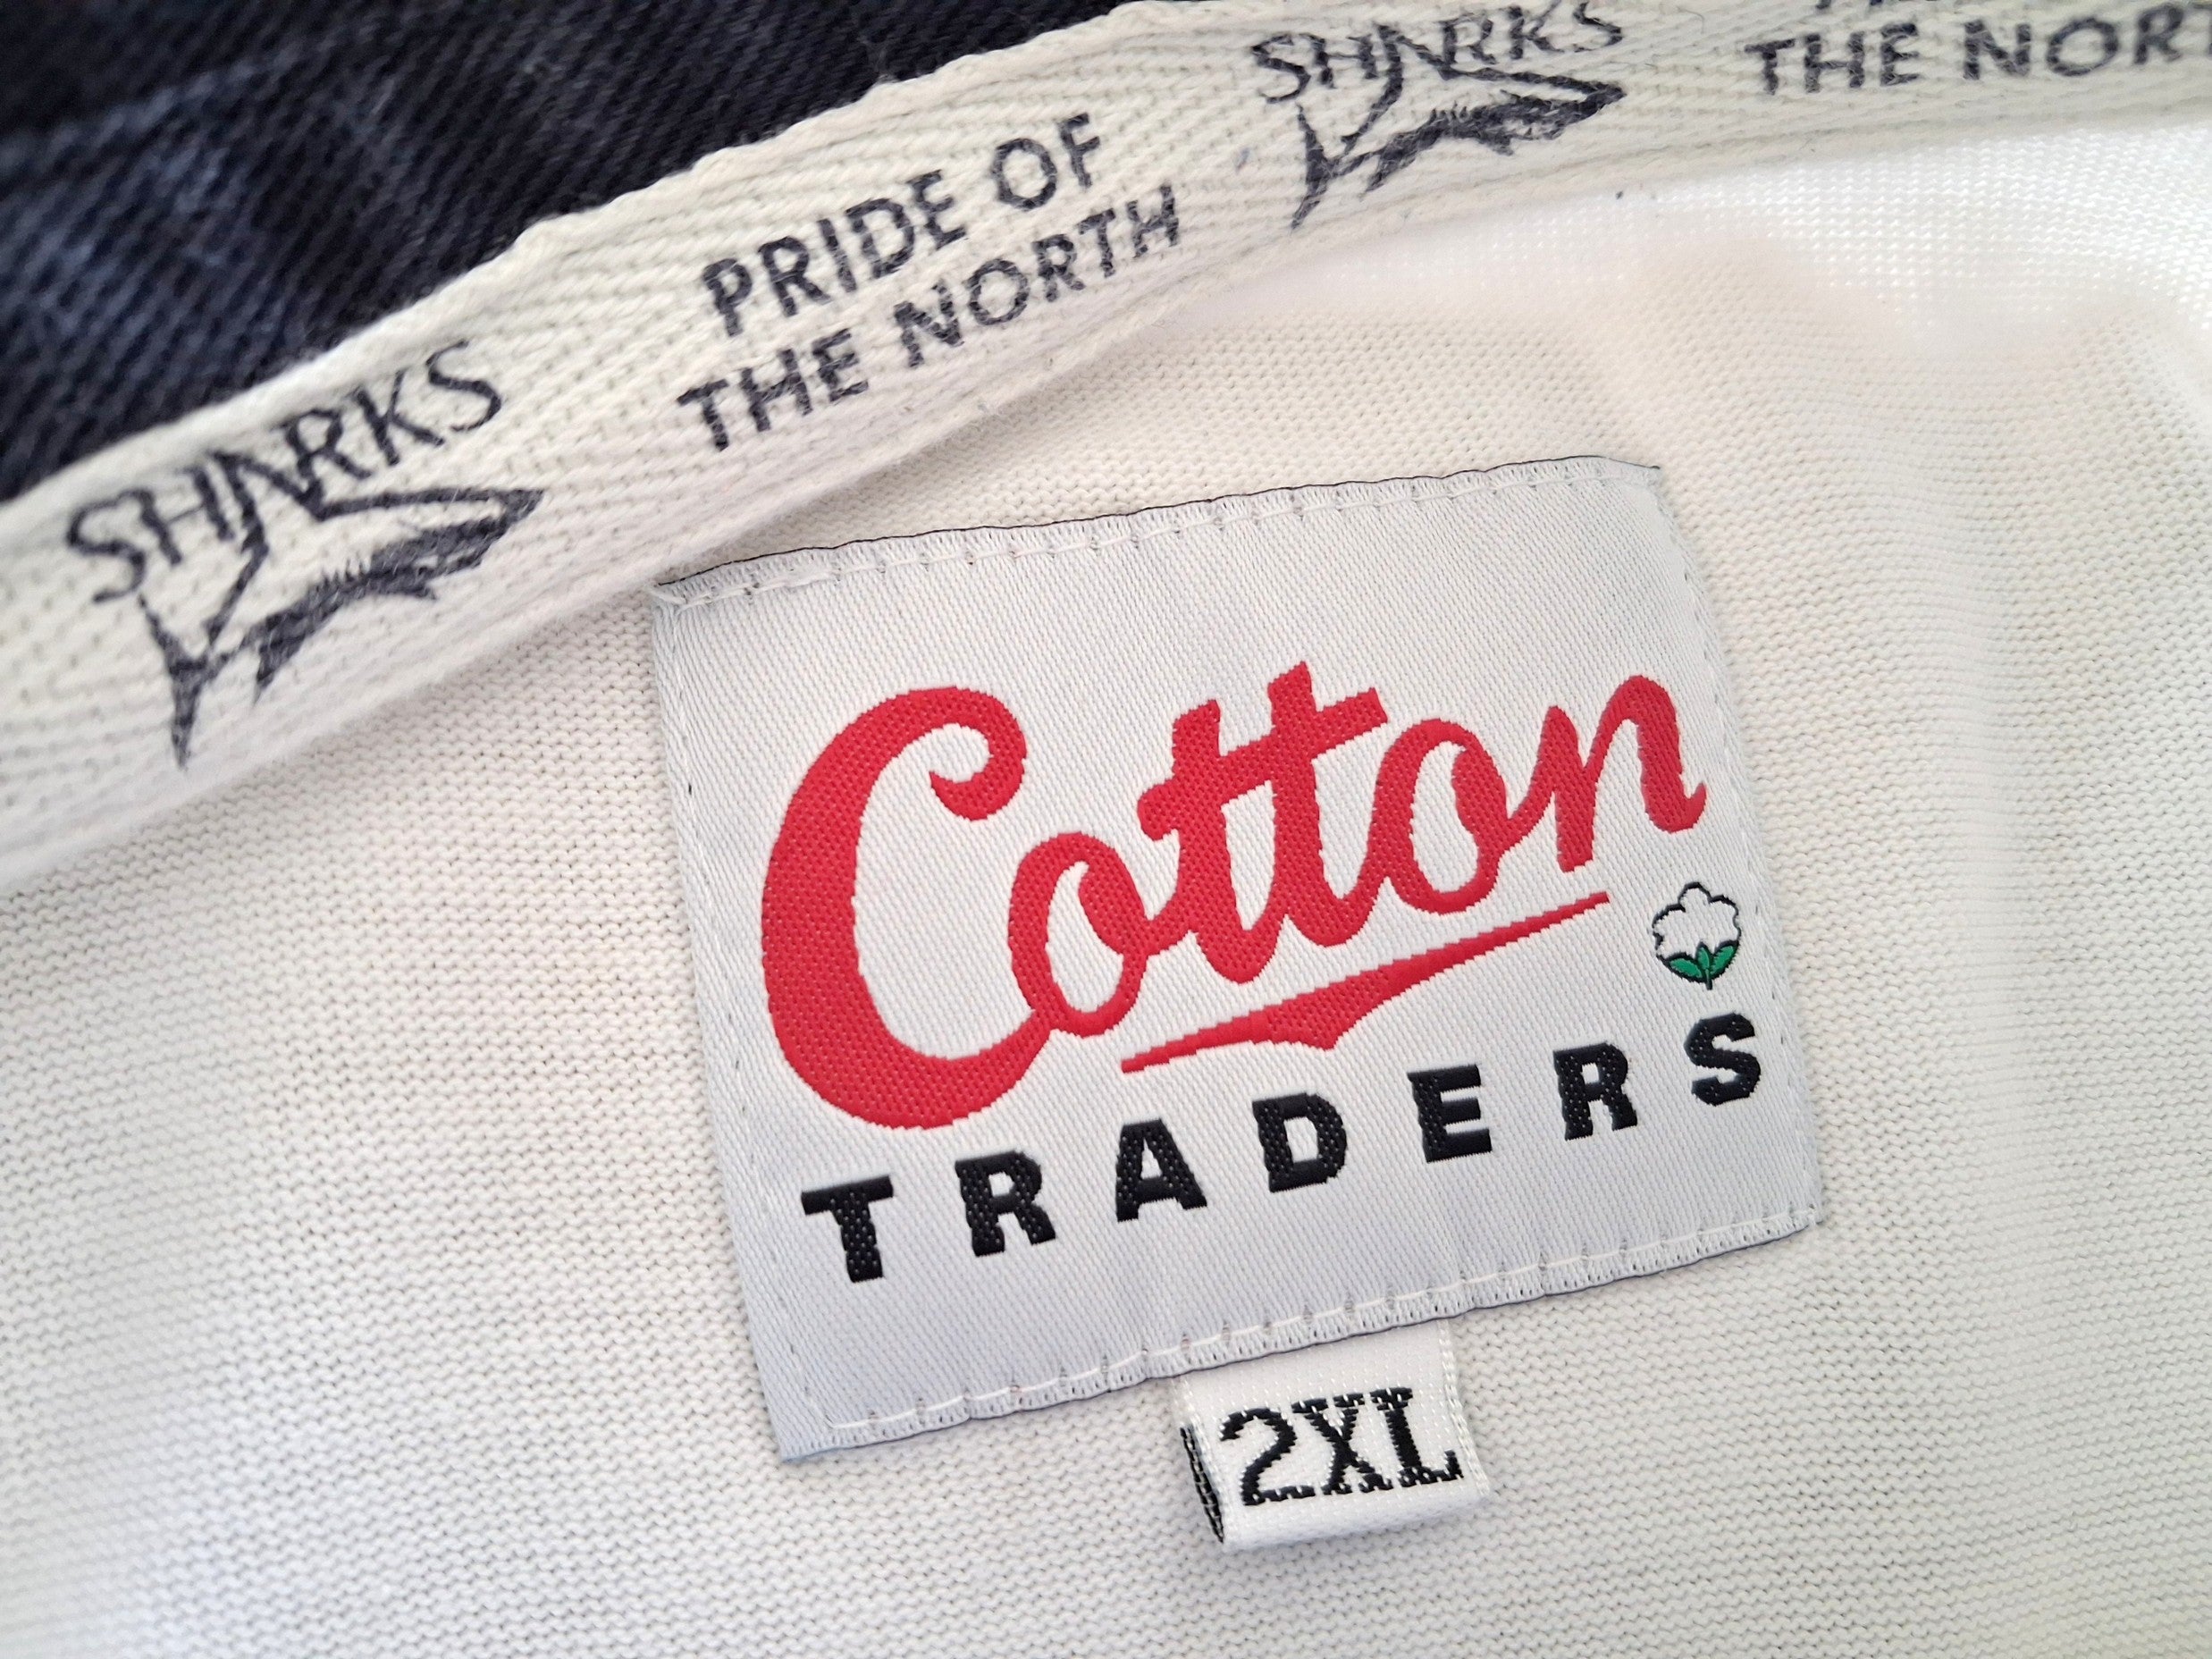 SHARKS
PRIDE OF
THE NORTH
SHARKS
THE NORT
Cotton
TRADERS
2XL